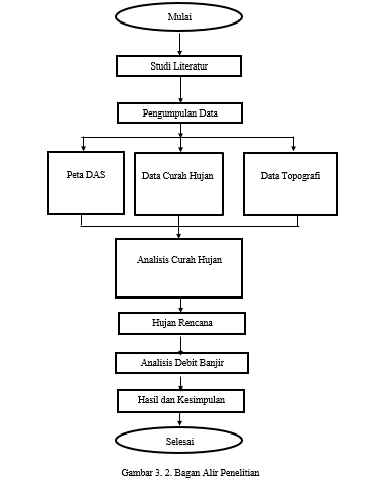 Mulai
Studi Literatur
Pengumpulan Data
Peta DAS
Data Curah Hujan
Data Topografi
Analisis Curah Hujan
Hujan Rencana
Analisis Debit Banjir
Hasil dan Kesimpulan
Selesai
Gambar 3. 2. Bagan Alir Penelitian